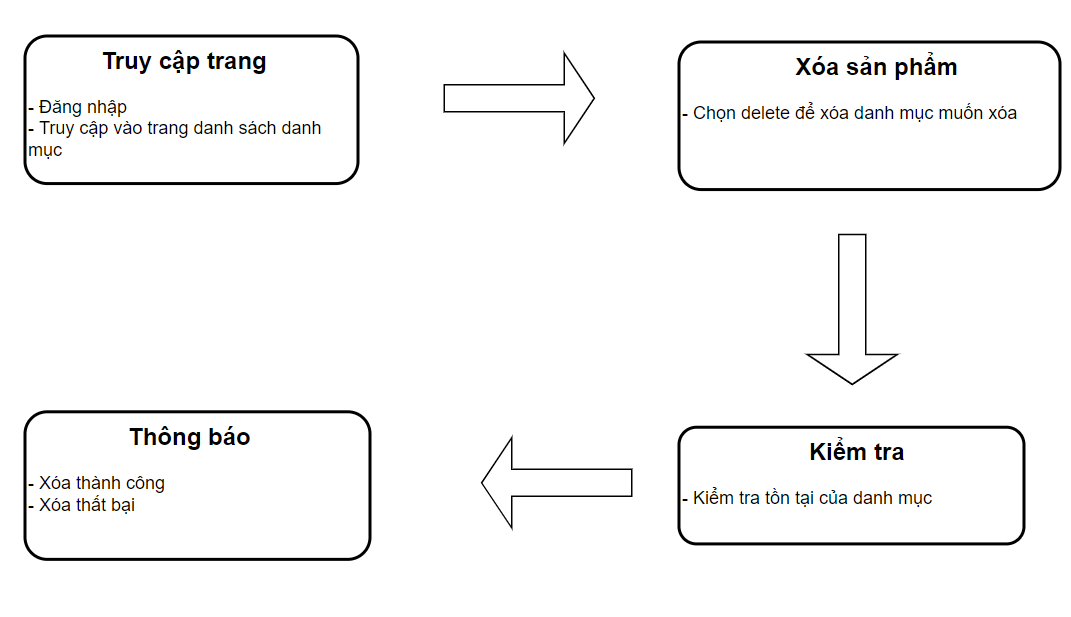 Truy cập trang
- Đăng nhập
- Truy cập vào trang danh sách danh
mục
Xóa sản phẩm
- Chọn delete để xóa danh mục muốn xóa
Kiểm tra
- Kiểm tra tồn tại của danh mục
Thông báo
- Xóa thành công
- Xóa thất bại